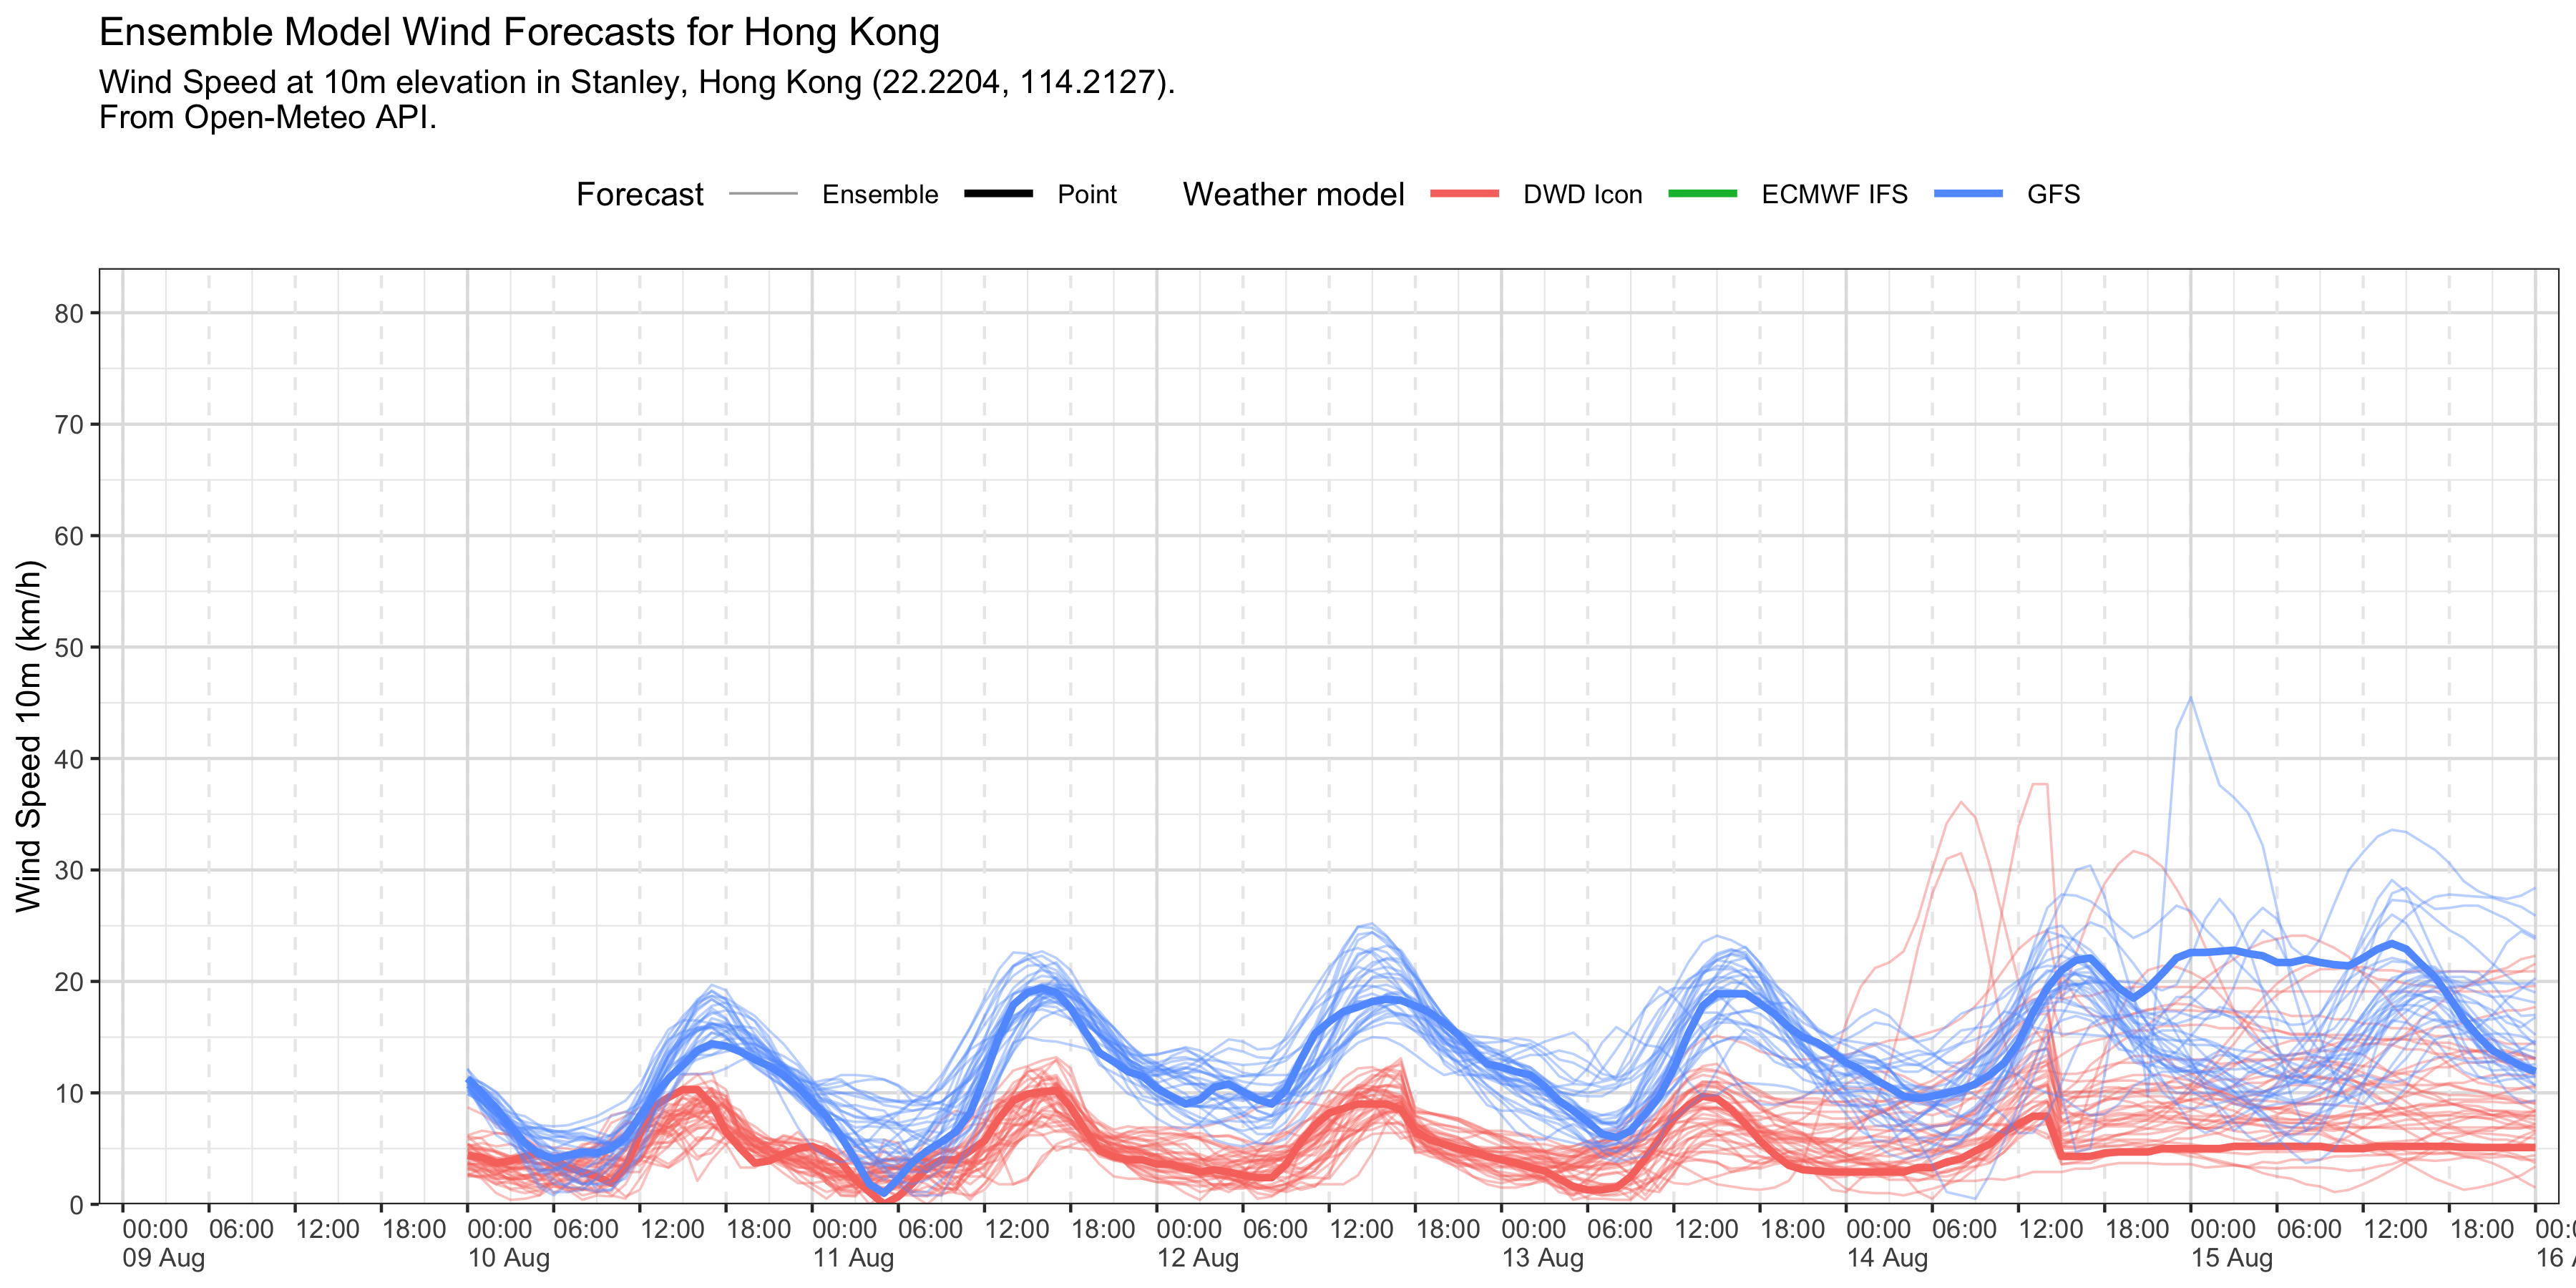 Ensemble Model Wind Forecasts for Hong Kong
Wind Speed at 10m elevation in Stanley, Hong Kong (22.2204, 114.2127).
From Open-Meteo API.
Forecast Ensemble Point Weather model DWD Icon ECMWF IFS GFS
Wind Speed 10m (km/h)
80
70
60
50
40
30
20
10
0
00:00 06:00 12:00 18:00 00:00 06:00 12:00 18:00 00:00 06:00 12:00 18:00 00:00 06:00 12:00 18:00 00:00 06:00 12:00 18:00 00:00 06:00 12:00 18:00 00:00 06:00 12:00 18:00
09 Aug 10 Aug 11 Aug 12 Aug 13 Aug 14 Aug 15 Aug 16